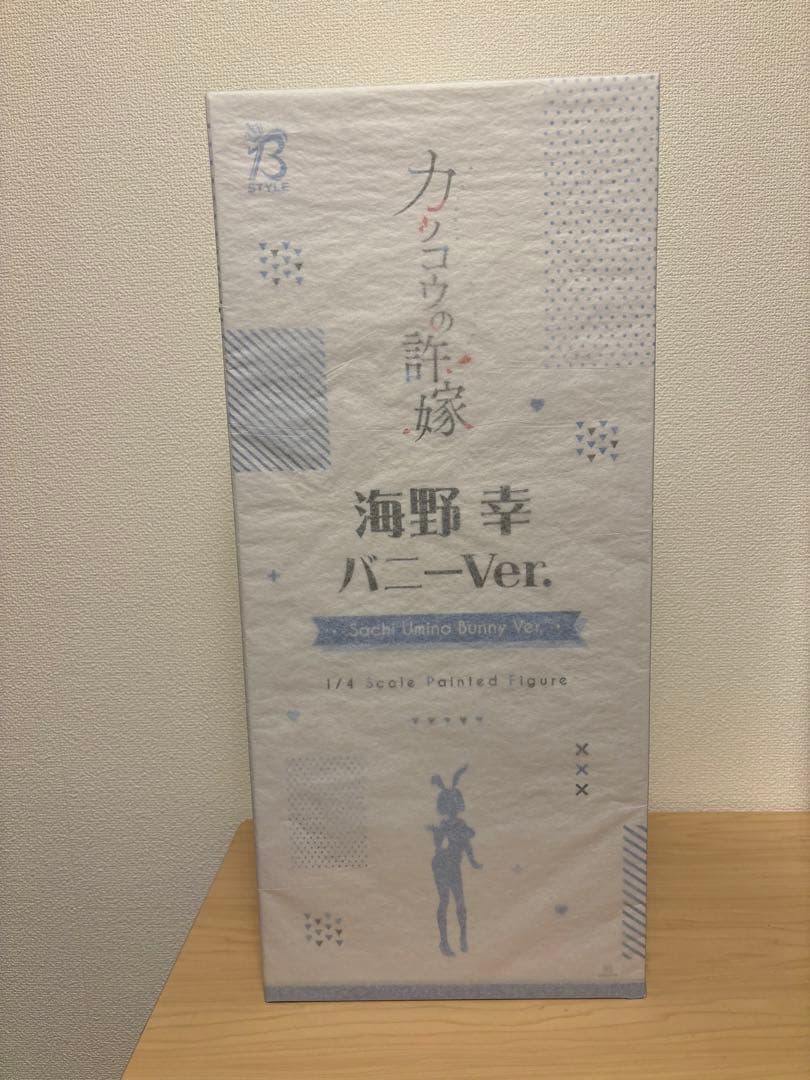 B
STYLE
カッコウの許嫁
海野 幸
バニーVer.
Sachi Umino Bunny Ver.
1/4 Scale Painted Figure